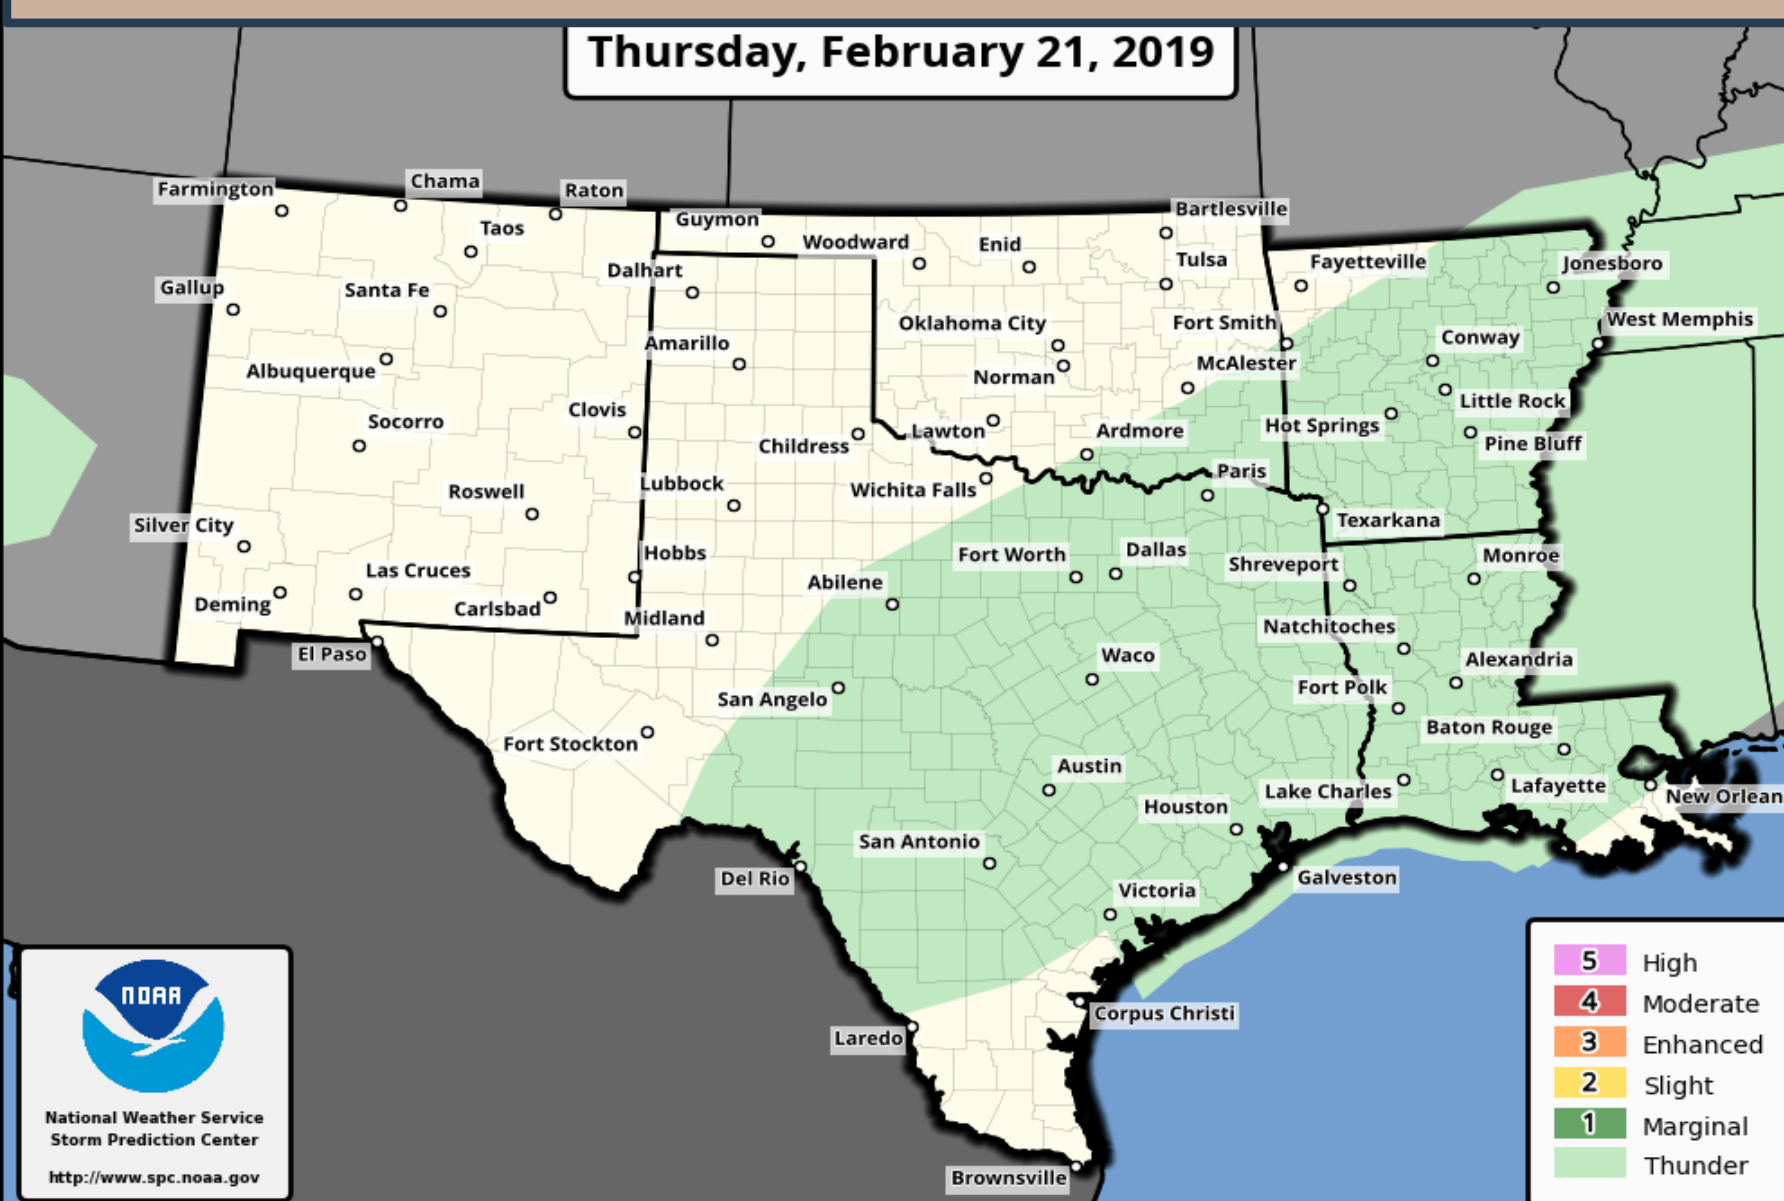 Thursday, February 21, 2019
Farmington
Chama
Raton
Taos
Guymon
Woodward
Enid
Bartlesville
Tulsa
Dalhart
Fayetteville
Jonesboro
Gallup
Santa Fe
Oklahoma City
Fort Smith
West Memphis
Amarillo
Conway
Albuquerque
Norman
McAlester
Little Rock
Socorro
Clovis
Childress
Lawton
Ardmore
Hot Springs
Pine Bluff
Roswell
Lubbock
Wichita Falls
Paris
Silver City
Texarkana
Hobbs
Fort Worth
Dallas
Shreveport
Monroe
Las Cruces
Abilene
Deming
Carlsbad
Midland
Natchitoches
El Paso
Waco
Alexandria
San Angelo
Fort Polk
Fort Stockton
Baton Rouge
Austin
Lake Charles
Lafayette
Houston
New Orlean
San Antonio
Del Rio
Galveston
Victoria
Corpus Christi
Laredo
Brownsville
NOAA
National Weather Service
Storm Prediction Center
http://www.spc.noaa.gov
5 High
4 Moderate
3 Enhanced
2 Slight
1 Marginal
Thunder